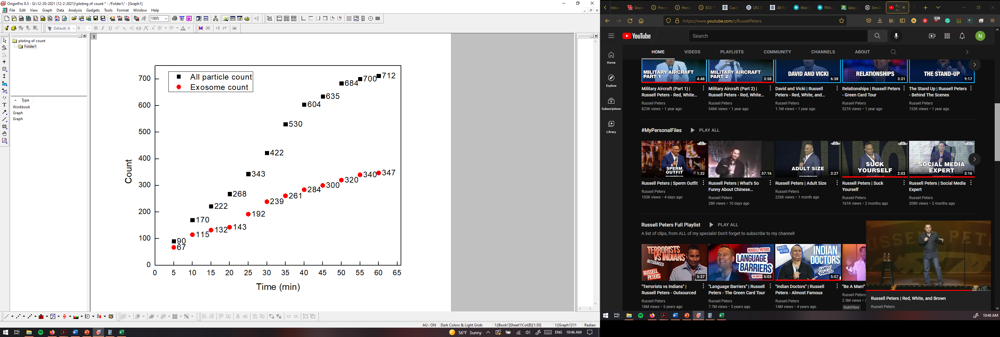 OriginPro 8.5 - G:\12-20-2021 (12-2-2021)\ploting of count * - /Folder1/ - [Graph1]
File Edit View Graph Data Analysis Gadgets Tools Format Window Help
100%
Default: A 0 B I U
ploting of count
Folder1
Type
Workbook
Graph
Graph
1
All particle count
Exosome count
Count
700
600
500
400
300
200
100
0
90
170
222
268
343
422
530
604
635
684
700
712
67
115
132
143
192
239
261
284
300
320
340
347
0 5 10 15 20 25 30 35 40 45 50 55 60 65
Time (min)
AU : ON Dark Colors & Light Grids 1:[Book1]Sheet1!Col(B)[1:30] 1:[Graph1]1!1 Radian
56°F Sunny ENG 10:46 AM
Inbox Gradu Proce thesis ECE T Case USCIS All Fo Watch FMov Jalape Smok
https://www.youtube.com/c/RussellPeters
328
YouTube
Search
N
Home
Explore
Subscriptions
Library
HOME VIDEOS PLAYLISTS COMMUNITY CHANNELS ABOUT
MILITARY AIRCRAFT PART 1 4:48
MILITARY AIRCRAFT PART 2 3:58
DAVID AND VICKI 6:38
RELATIONSHIPS 3:31
THE STAND-UP 9:17
Military Aircraft (Part 1) |
Russell Peters - Red, White...
Russell Peters
823K views • 1 year ago
Military Aircraft (Part 2) |
Russell Peters - Red, White...
Russell Peters
546K views • 1 year ago
David and Vicki | Russell
Peters - Red, White, and...
Russell Peters
1.1M views • 1 year ago
Relationships | Russell Peters
- Green Card Tour
Russell Peters
521K views • 1 year ago
The Stand Up | Russell Peters
- Behind The Scenes
Russell Peters
153K views • 1 year ago
#MyPersonalFiles PLAY ALL
SPERM
OUTFIT
1:32
57:16
ADULT SIZE
3:27
SUCK
YOURSELF
2:03
SOCIAL MEDIA
EXPERT
3:16
Russell Peters | Sperm Outfit
Russell Peters
103K views • 4 days ago
Russell Peters | What's So
Funny About Chinese...
Russell Peters
28K views • 10 days ago
Russell Peters | Adult Size
Russell Peters
226K views • 1 month ago
Russell Peters | Suck
Yourself
Russell Peters
161K views • 2 months ago
Russell Peters | Social Media
Expert
Russell Peters
208K views • 2 months ago
Russell Peters Full Playlist PLAY ALL
A list of clips, from ALL of my specials! Don't forget to subscribe to my channel!
TERRORISTS
VS INDIANS
OUTSOURCED
RUSSELL
PETERS
5:37
RUSSELL PETERS
LANGUAGE
BARRIERS
5:03
RUSSELL
PETERS
INDIAN
DOCTORS
ALMOST
FAMOUS
5:07
"Terrorists vs Indians" |
Russell Peters - Outsourced
Russell Peters
18M views • 5 years ago
"Language Barriers" | Russell
Peters - The Green Card Tour
Russell Peters
7.7M views • 5 years ago
"Indian Doctors" | Russell
Peters - Almost Famous
Russell Peters
14M views • 4 years ago
"Be A Man!"
Russell Peters
2.5M views •
Subtitles
Russell Peters | Red, White, and Brown
Russell Peters
10:46 AM